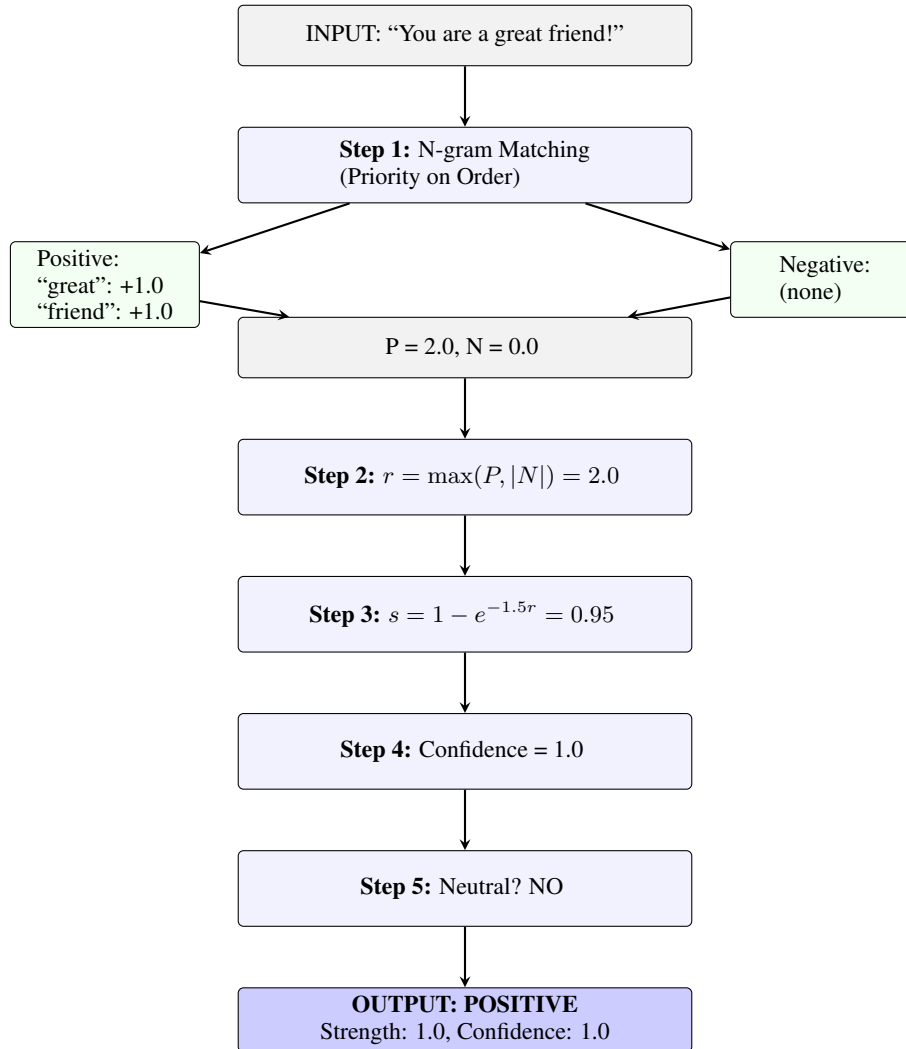 INPUT: “You are a great friend!”
Step 1: N-gram Matching
(Priority on Order)
Positive:
“great”: +1.0
“friend”: +1.0
Negative:
(none)
P = 2.0, N = 0.0
Step 2: r = max(P, |N|) = 2.0
Step 3: s = 1 − e^{−1.5r} = 0.95
Step 4: Confidence = 1.0
Step 5: Neutral? NO
OUTPUT: POSITIVE
Strength: 1.0, Confidence: 1.0